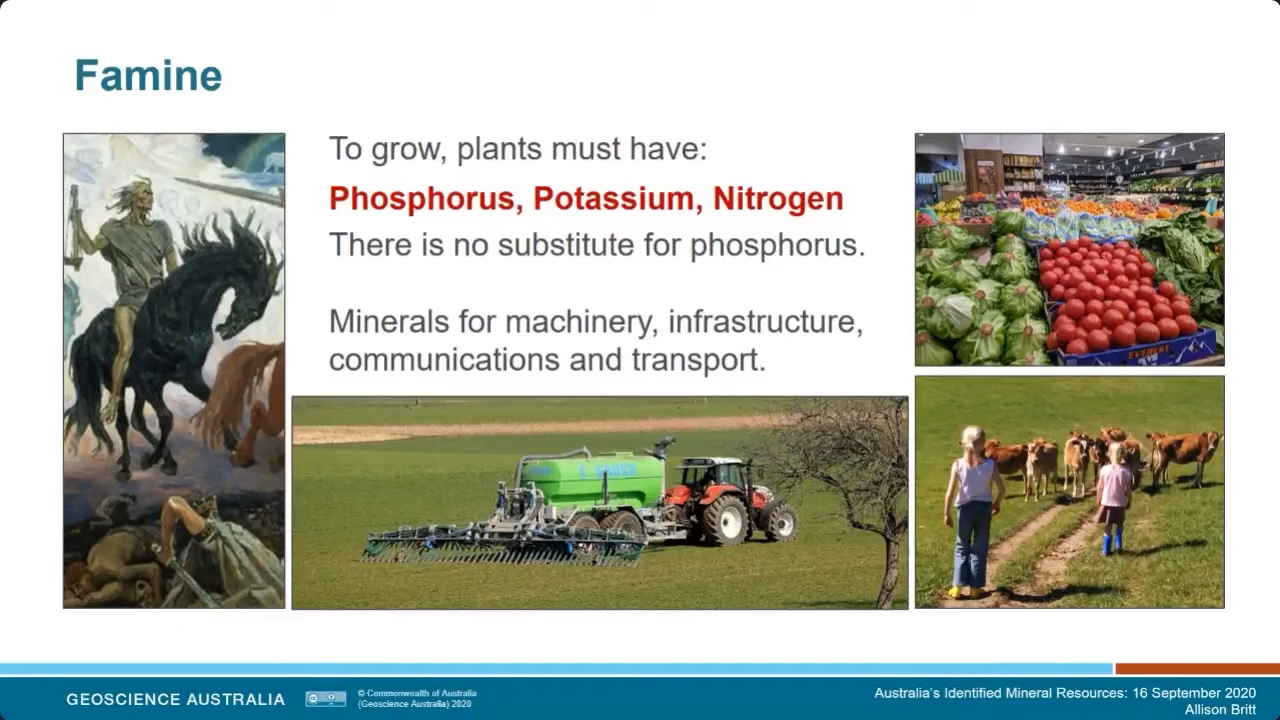 Famine
To grow, plants must have:
Phosphorus, Potassium, Nitrogen
There is no substitute for phosphorus.
Minerals for machinery, infrastructure,
communications and transport.
EVEREST
GEOSCIENCE AUSTRALIA
© Commonwealth of Australia
(Geoscience Australia) 2020
Australia's Identified Mineral Resources: 16 September 2020
Allison Britt